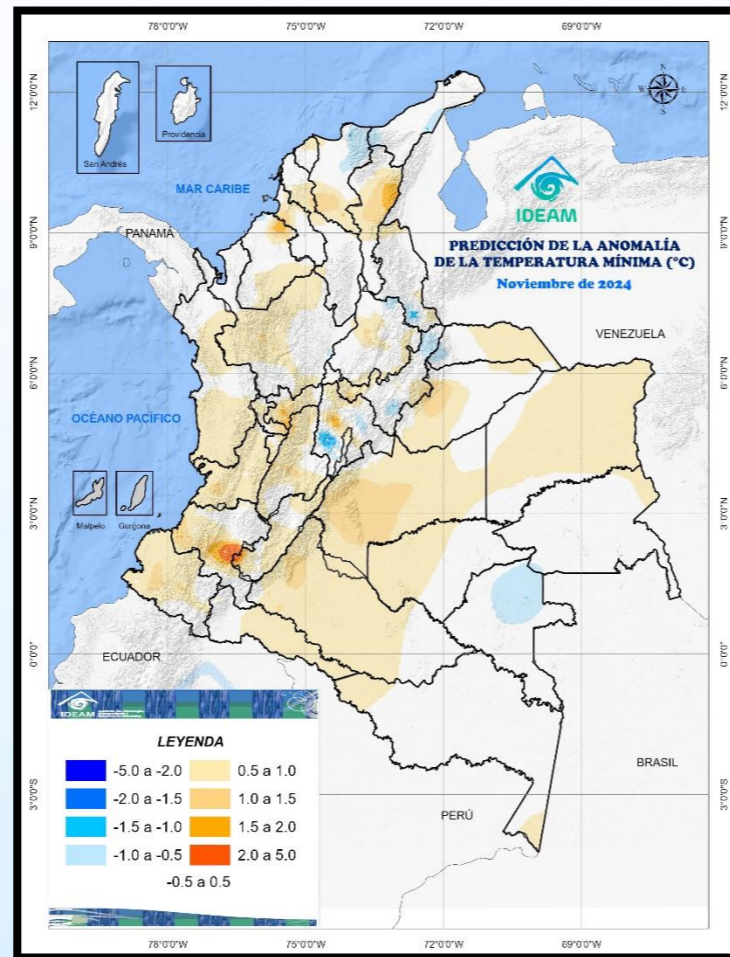 78°0'0"W 75°0'0"W 72°0'0"W 69°0'0"W
12°0'0"N
12°0'0"N
N
W E
S
San Andrés
Providencia
MAR CARIBE
IDEAM
9°0'0"N
9°0'0"N
PANAMÁ
PREDICCIÓN DE LA ANOMALÍA
DE LA TEMPERATURA MÍNIMA (°C)
Noviembre de 2024
VENEZUELA
6°0'0"N
6°0'0"N
OCÉANO PACÍFICO
3°0'0"N
3°0'0"N
Malpelo
Gorgona
0°0'0"
0°0'0"
ECUADOR
IDEAM
LEYENDA
-5.0 a -2.0 0.5 a 1.0
-2.0 a -1.5 1.0 a 1.5
-1.5 a -1.0 1.5 a 2.0
-1.0 a -0.5 2.0 a 5.0
-0.5 a 0.5
BRASIL
PERÚ
3°0'0"S
3°0'0"S
78°0'0"W 75°0'0"W 72°0'0"W 69°0'0"W